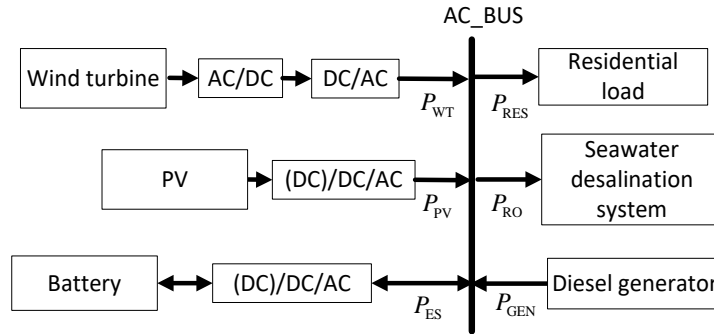 AC_BUS
Wind turbine
AC/DC
DC/AC
P_WT
P_RES
Residential
load
PV
(DC)/DC/AC
P_PV
P_RO
Seawater
desalination
system
Battery
(DC)/DC/AC
P_ES
P_GEN
Diesel generator